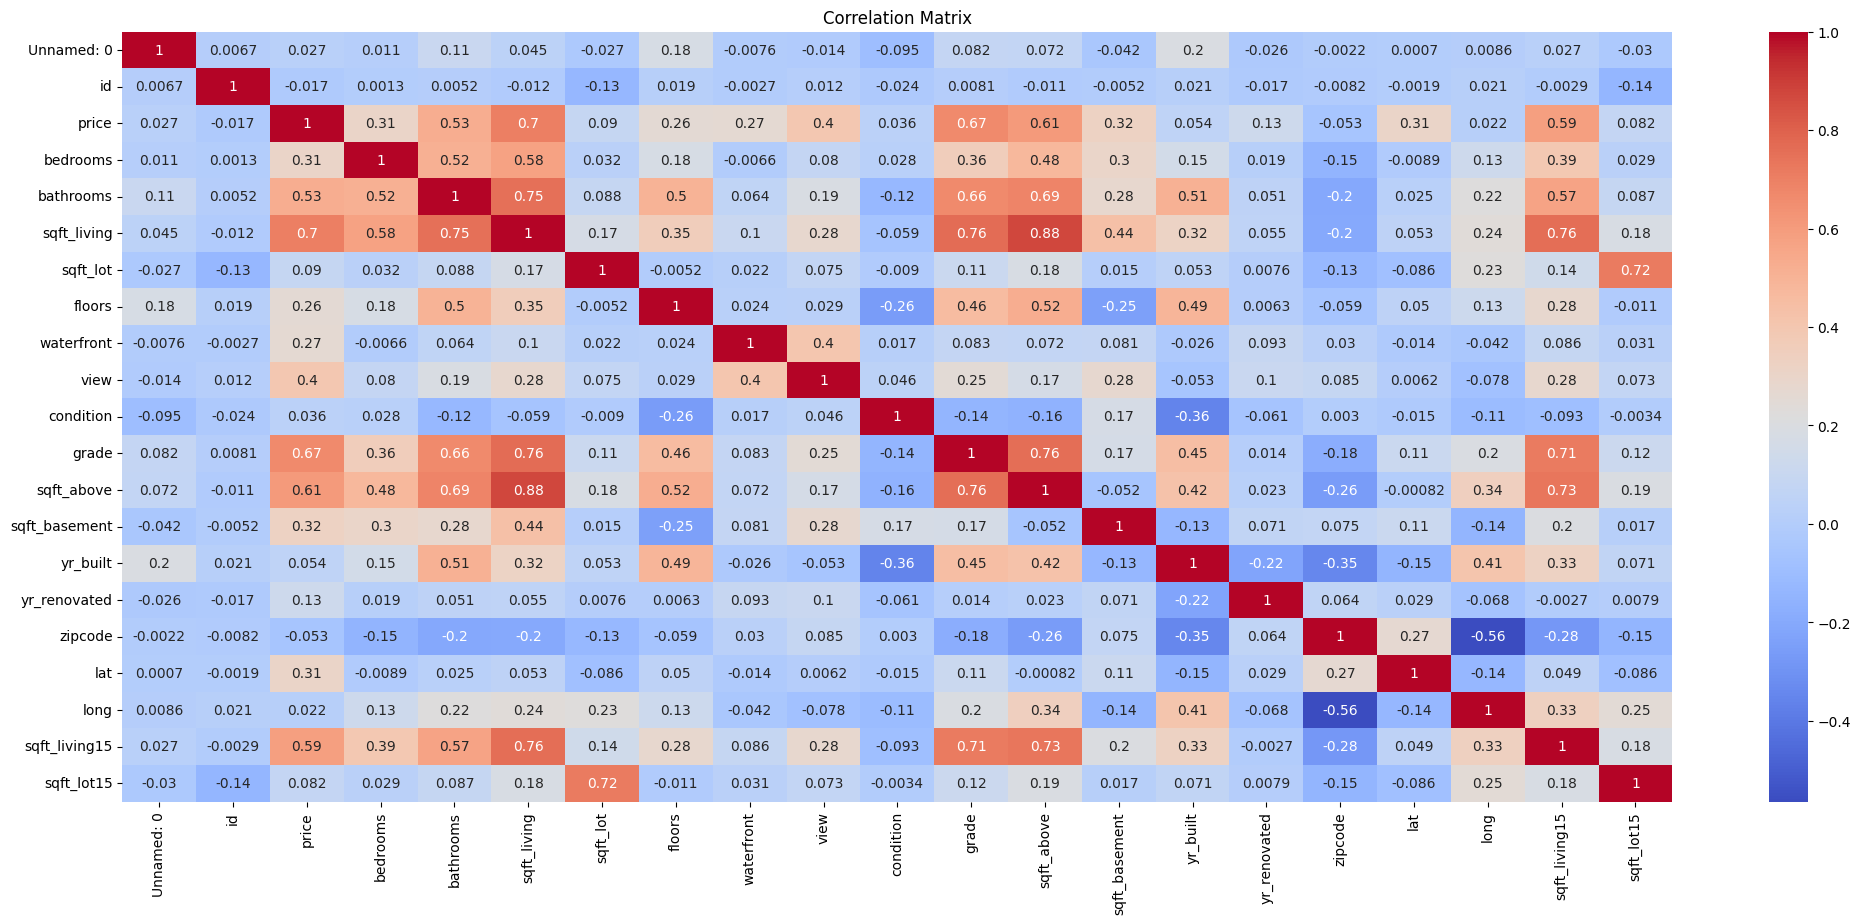 Correlation Matrix
Unnamed: 0 1 0.0067 0.027 0.011 0.11 0.045 -0.027 0.18 -0.0076 -0.014 -0.095 0.082 0.072 -0.042 0.2 -0.026 -0.0022 0.0007 0.0086 0.027 -0.03
id 0.0067 1 -0.017 0.0013 0.0052 -0.012 -0.13 0.019 -0.0027 0.012 -0.024 0.0081 -0.011 -0.0052 0.021 -0.017 -0.0082 -0.0019 0.021 -0.0029 -0.14
price 0.027 -0.017 1 0.31 0.53 0.7 0.09 0.26 0.27 0.4 0.036 0.67 0.61 0.32 0.054 0.13 -0.053 0.31 0.022 0.59 0.082
bedrooms 0.011 0.0013 0.31 1 0.52 0.58 0.032 0.18 -0.0066 0.08 0.028 0.36 0.48 0.3 0.15 0.019 -0.15 -0.0089 0.13 0.39 0.029
bathrooms 0.11 0.0052 0.53 0.52 1 0.75 0.088 0.5 0.064 0.19 -0.12 0.66 0.69 0.28 0.51 0.051 -0.2 0.025 0.22 0.57 0.087
sqft_living 0.045 -0.012 0.7 0.58 0.75 1 0.17 0.35 0.1 0.28 -0.059 0.76 0.88 0.44 0.32 0.055 -0.2 0.053 0.24 0.76 0.18
sqft_lot -0.027 -0.13 0.09 0.032 0.088 0.17 1 -0.0052 0.022 0.075 -0.009 0.11 0.18 0.015 0.053 0.0076 -0.13 -0.086 0.23 0.14 0.72
floors 0.18 0.019 0.26 0.18 0.5 0.35 -0.0052 1 0.024 0.029 -0.26 0.46 0.52 -0.25 0.49 0.0063 -0.059 0.05 0.13 0.28 -0.011
waterfront -0.0076 -0.0027 0.27 -0.0066 0.064 0.1 0.022 0.024 1 0.4 0.017 0.083 0.072 0.081 -0.026 0.093 0.03 -0.014 -0.042 0.086 0.031
view -0.014 0.012 0.4 0.08 0.19 0.28 0.075 0.029 0.4 1 0.046 0.25 0.17 0.28 -0.053 0.1 0.085 0.0062 -0.078 0.28 0.073
condition -0.095 -0.024 0.036 0.028 -0.12 -0.059 -0.009 -0.26 0.017 0.046 1 -0.14 -0.16 0.17 -0.36 -0.061 0.003 -0.015 -0.11 -0.093 -0.0034
grade 0.082 0.0081 0.67 0.36 0.66 0.76 0.11 0.46 0.083 0.25 -0.14 1 0.76 0.17 0.45 0.014 -0.18 0.11 0.2 0.71 0.12
sqft_above 0.072 -0.011 0.61 0.48 0.69 0.88 0.18 0.52 0.072 0.17 -0.16 0.76 1 -0.052 0.42 0.023 -0.26 -0.00082 0.34 0.73 0.19
sqft_basement -0.042 -0.0052 0.32 0.3 0.28 0.44 0.015 -0.25 0.081 0.28 0.17 0.17 -0.052 1 -0.13 0.071 0.075 0.11 -0.14 0.2 0.017
yr_built 0.2 0.021 0.054 0.15 0.51 0.32 0.053 0.49 -0.026 -0.053 -0.36 0.45 0.42 -0.13 1 -0.22 -0.35 -0.15 0.41 0.33 0.071
yr_renovated -0.026 -0.017 0.13 0.019 0.051 0.055 0.0076 0.0063 0.093 0.1 -0.061 0.014 0.023 0.071 -0.22 1 0.064 0.029 -0.068 -0.0027 0.0079
zipcode -0.0022 -0.0082 -0.053 -0.15 -0.2 -0.2 -0.13 -0.059 0.03 0.085 0.003 -0.18 -0.26 0.075 -0.35 0.064 1 0.27 -0.56 -0.28 -0.15
lat 0.0007 -0.0019 0.31 -0.0089 0.025 0.053 -0.086 0.05 -0.014 0.0062 -0.015 0.11 -0.00082 0.11 -0.15 0.029 0.27 1 -0.14 0.049 -0.086
long 0.0086 0.021 0.022 0.13 0.22 0.24 0.23 0.13 -0.042 -0.078 -0.11 0.2 0.34 -0.14 0.41 -0.068 -0.56 -0.14 1 0.33 0.25
sqft_living15 0.027 -0.0029 0.59 0.39 0.57 0.76 0.14 0.28 0.086 0.28 -0.093 0.71 0.73 0.2 0.33 -0.0027 -0.28 0.049 0.33 1 0.18
sqft_lot15 -0.03 -0.14 0.082 0.029 0.087 0.18 0.72 -0.011 0.031 0.073 -0.0034 0.12 0.19 0.017 0.071 0.0079 -0.15 -0.086 0.25 0.18 1
Unnamed: 0
id
price
bedrooms
bathrooms
sqft_living
sqft_lot
floors
waterfront
view
condition
grade
sqft_above
sqft_basement
yr_built
yr_renovated
zipcode
lat
long
sqft_living15
sqft_lot15
1.0
0.8
0.6
0.4
0.2
0.0
−0.2
−0.4